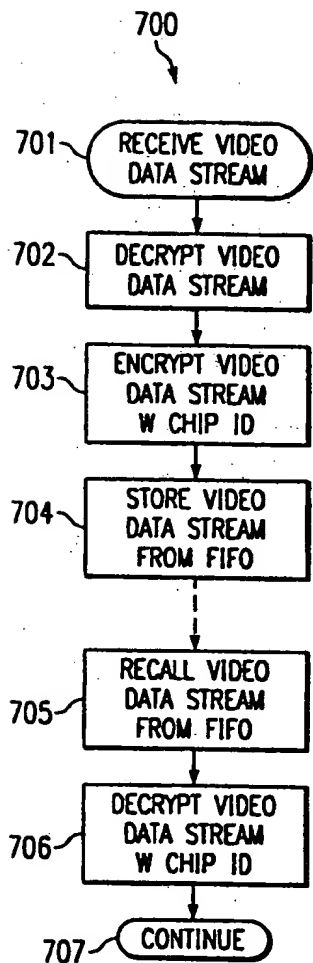 700
701
RECEIVE VIDEO
DATA STREAM
702
DECRYPT VIDEO
DATA STREAM
703
ENCRYPT VIDEO
DATA STREAM
W CHIP ID
704
STORE VIDEO
DATA STREAM
FROM FIFO
705
RECALL VIDEO
DATA STREAM
FROM FIFO
706
DECRYPT VIDEO
DATA STREAM
W CHIP ID
707
CONTINUE